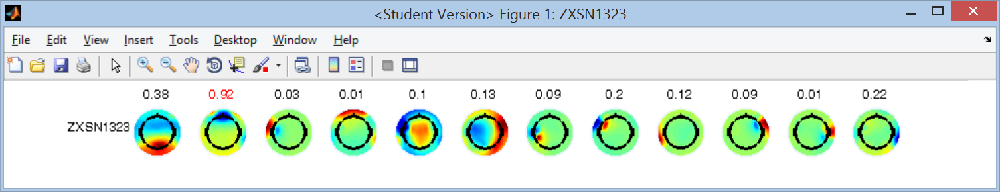 <Student Version> Figure 1: ZXSN1323
File Edit View Insert Tools Desktop Window Help
0.38 0.92 0.03 0.01 0.1 0.13 0.09 0.2 0.12 0.09 0.01 0.22
ZXSN1323